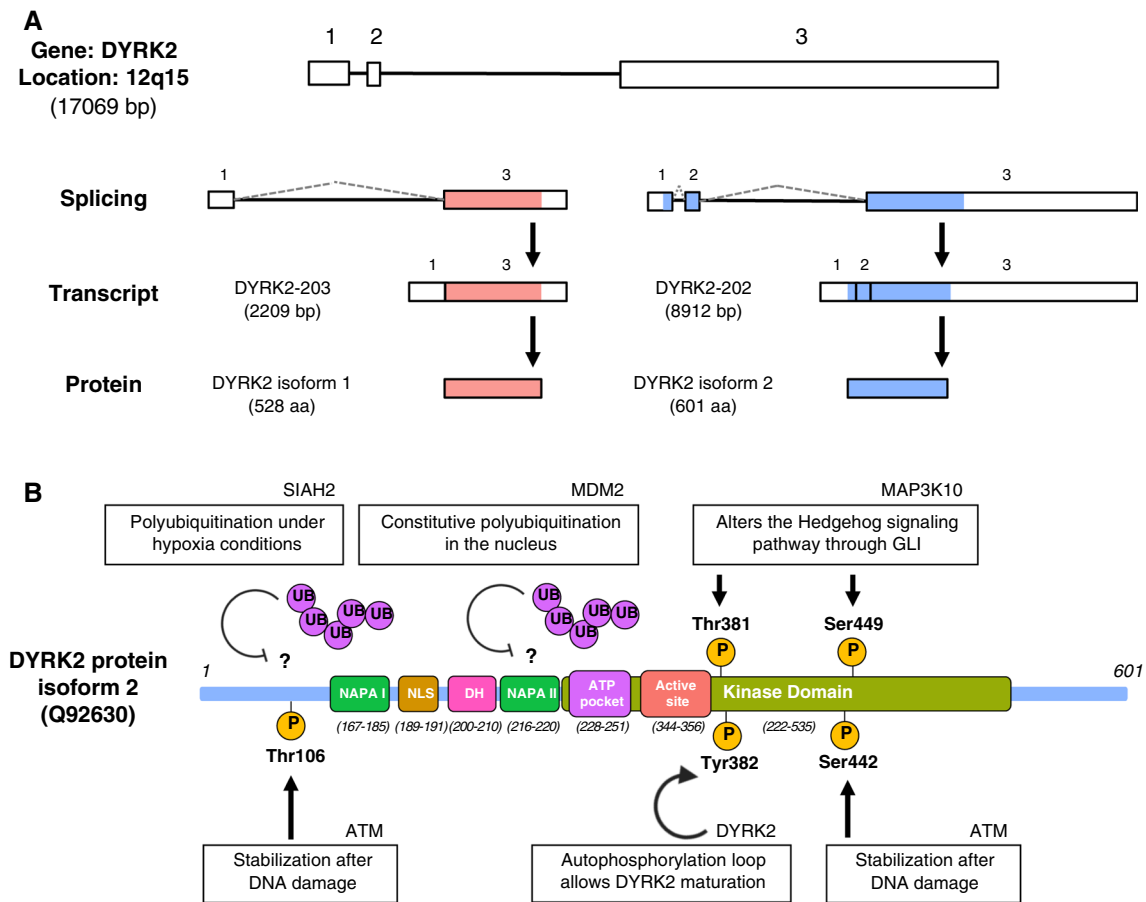 A
Gene: DYRK2
Location: 12q15
(17069 bp)
1 2 3
Splicing
1 3
1 2 3
Transcript
DYRK2-203
(2209 bp)
1 3
DYRK2-202
(8912 bp)
1 2 3
Protein
DYRK2 isoform 1
(528 aa)
DYRK2 isoform 2
(601 aa)
B
SIAH2
Polyubiquitination under
hypoxia conditions
MDM2
Constitutive polyubiquitination
in the nucleus
MAP3K10
Alters the Hedgehog signaling
pathway through GLI
UB UB UB UB UB
?
UB UB UB UB UB
?
Thr381
P
Ser449
P
DYRK2 protein
isoform 2
(Q92630)
1
601
NAPA I
NLS
DH
NAPA II
ATP
pocket
Active
site
Kinase Domain
(167-185)
(189-191)
(200-210)
(216-220)
(228-251)
(344-356)
(222-535)
P
Thr106
P
Tyr382
P
Ser442
ATM
Stabilization after
DNA damage
DYRK2
Autophosphorylation loop
allows DYRK2 maturation
ATM
Stabilization after
DNA damage